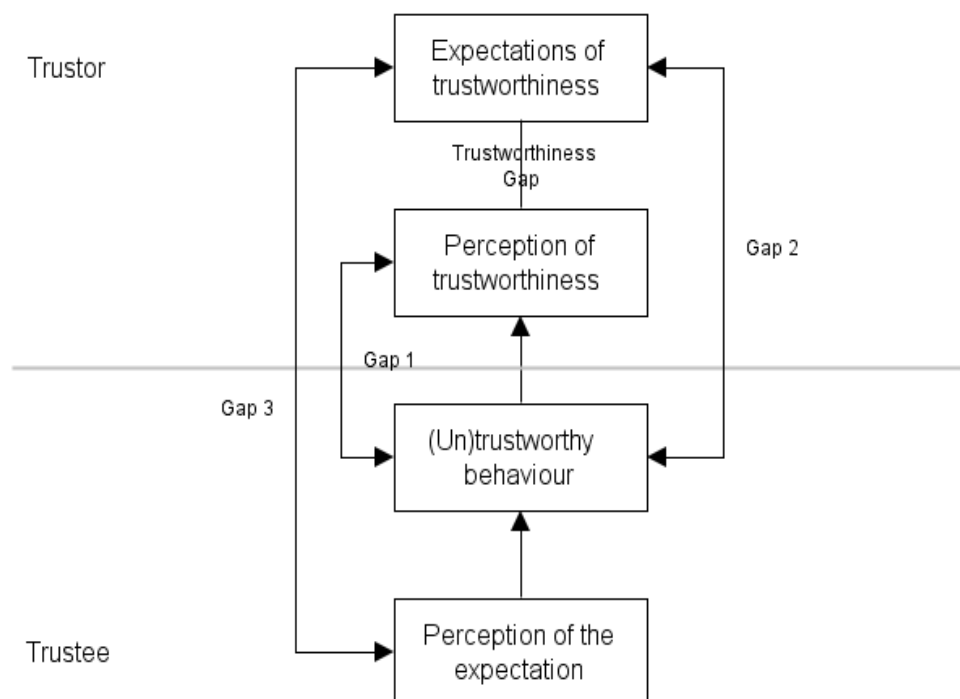 Trustor
Expectations of
trustworthiness
Trustworthiness
Gap
Perception of
trustworthiness
Gap 2
Gap 1
Gap 3
(Un)trustworthy
behaviour
Trustee
Perception of the
expectation